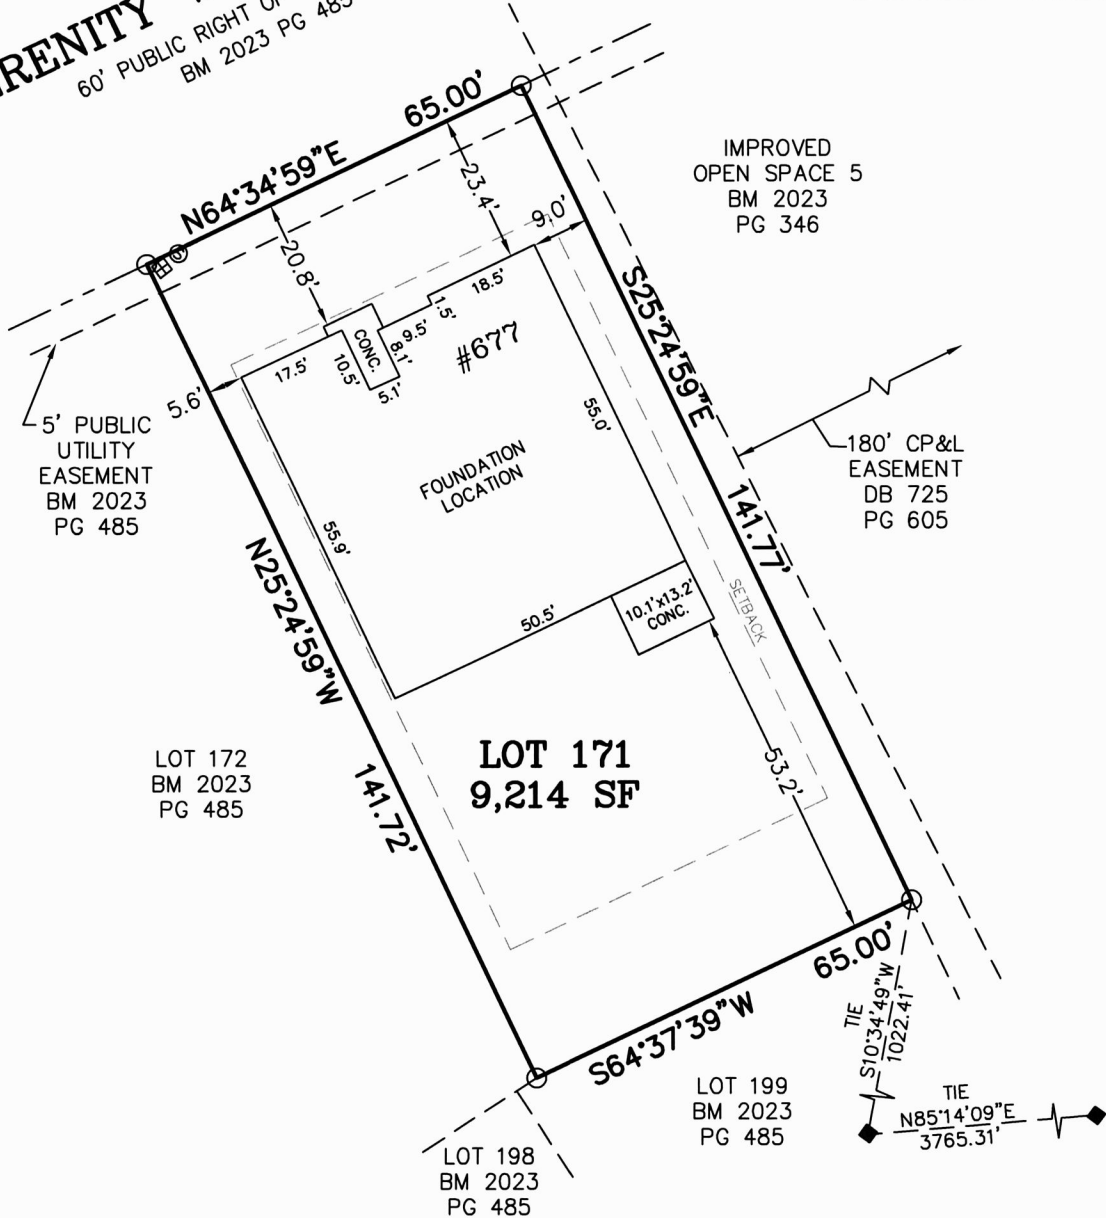 60' PUBLIC RIGHT
BM 2023 PG 485
N64°34'59"E
65.00'
IMPROVED
OPEN SPACE 5
BM 2023
PG 346
23.4'
9.0'
20.8'
18.5'
1.5'
9.5'
8.1'
CONC.
10.5'
5.1'
17.5'
5.6'
#677
S25°24'59"E
141.77'
55.0'
5' PUBLIC
UTILITY
EASEMENT
BM 2023
PG 485
180' CP&L
EASEMENT
DB 725
PG 605
FOUNDATION
LOCATION
55.9'
N25°24'59"W
141.72'
50.5'
10.1'x13.2'
CONC.
SETBACK
LOT 171
9,214 SF
53.2'
LOT 172
BM 2023
PG 485
65.00'
S64°37'39"W
TIE
S10°34'49"W
1022.41'
LOT 199
BM 2023
PG 485
TIE
N85°14'09"E
3765.31'
LOT 198
BM 2023
PG 485